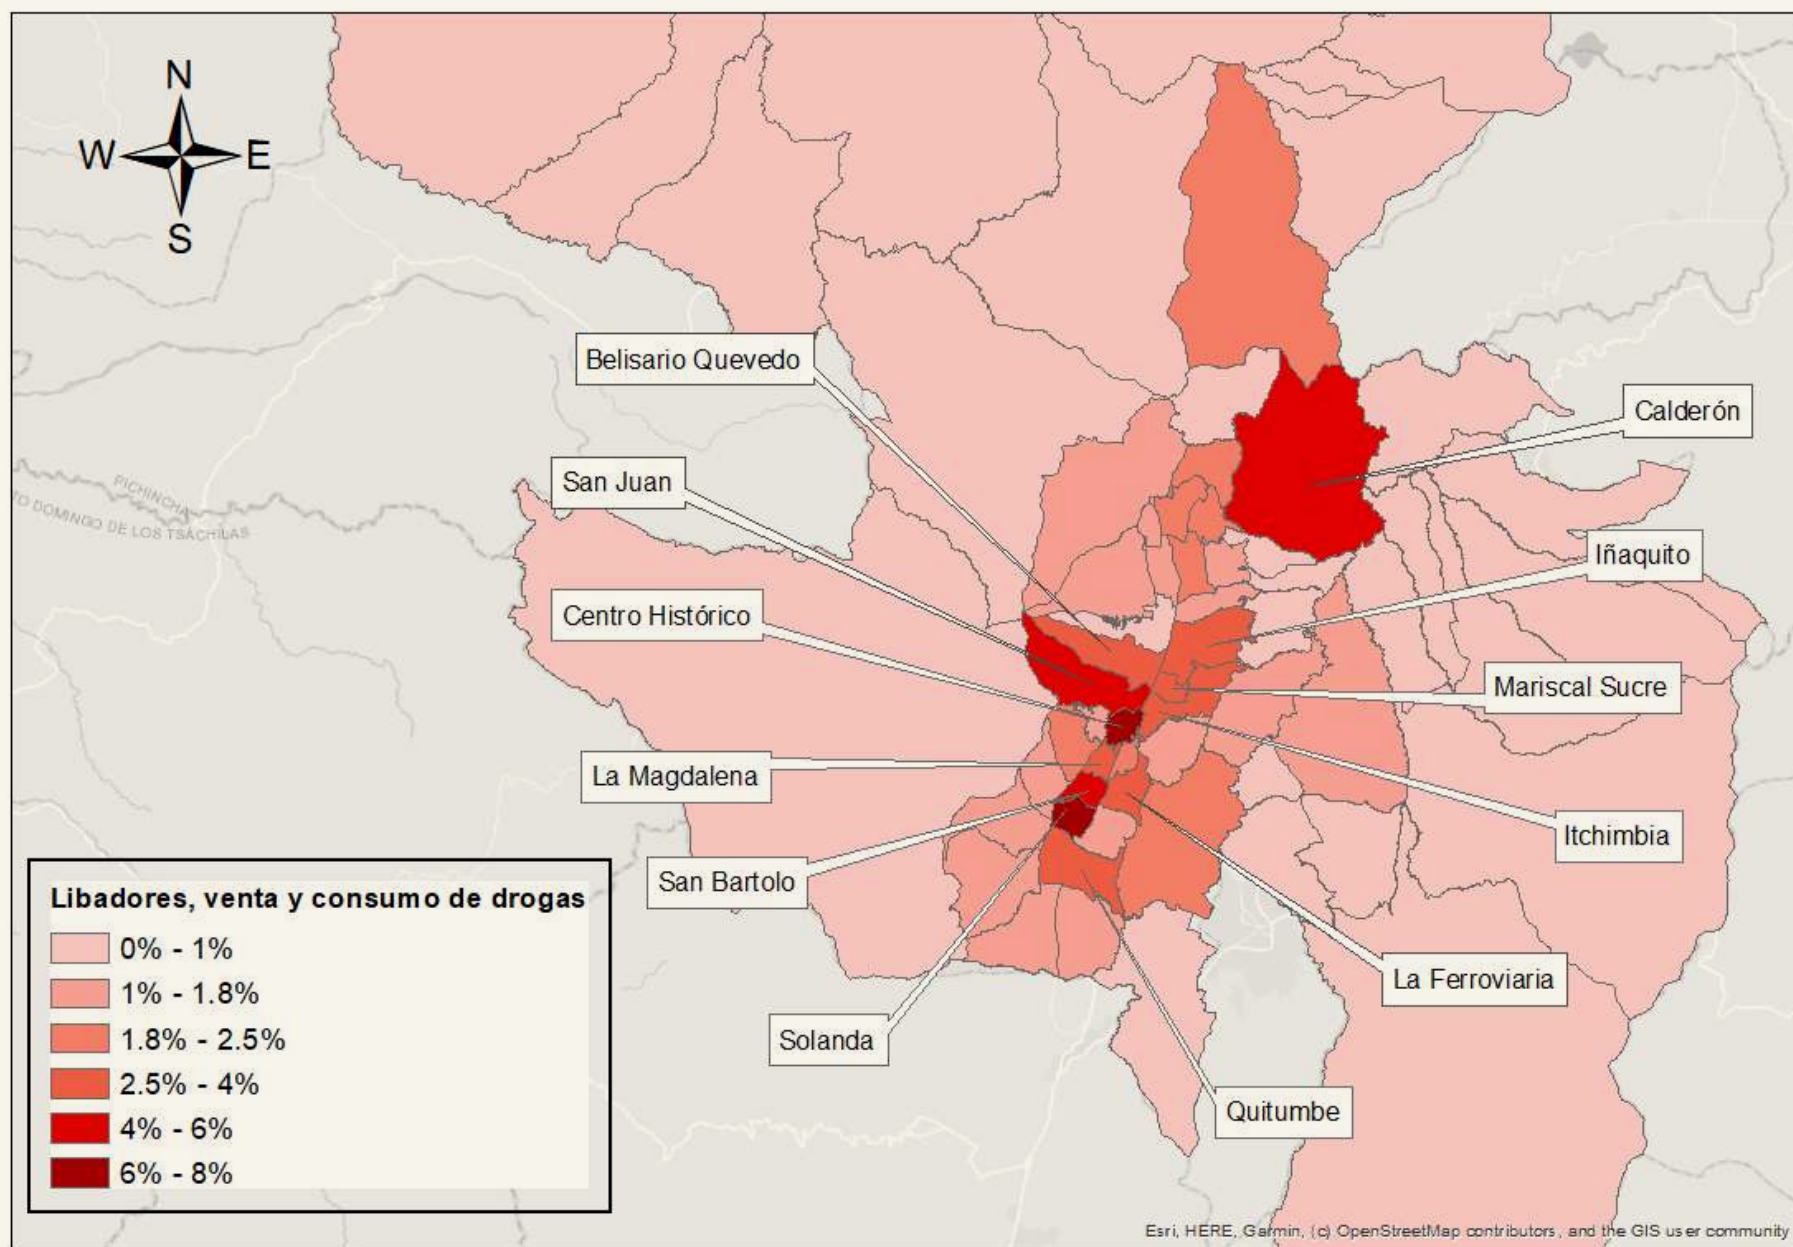 N
W E
S
Belisario Quevedo
Calderón
San Juan
PICHINCHA
TO DOMINGO DE LOS TSÁCHILAS
Iñaquito
Centro Histórico
Mariscal Sucre
La Magdalena
Itchimbia
San Bartolo
La Ferroviaria
Solanda
Quitumbe
Libadores, venta y consumo de drogas
0% - 1%
1% - 1.8%
1.8% - 2.5%
2.5% - 4%
4% - 6%
6% - 8%
Esri, HERE, Garmin, (c) OpenStreetMap contributors, and the GIS user community